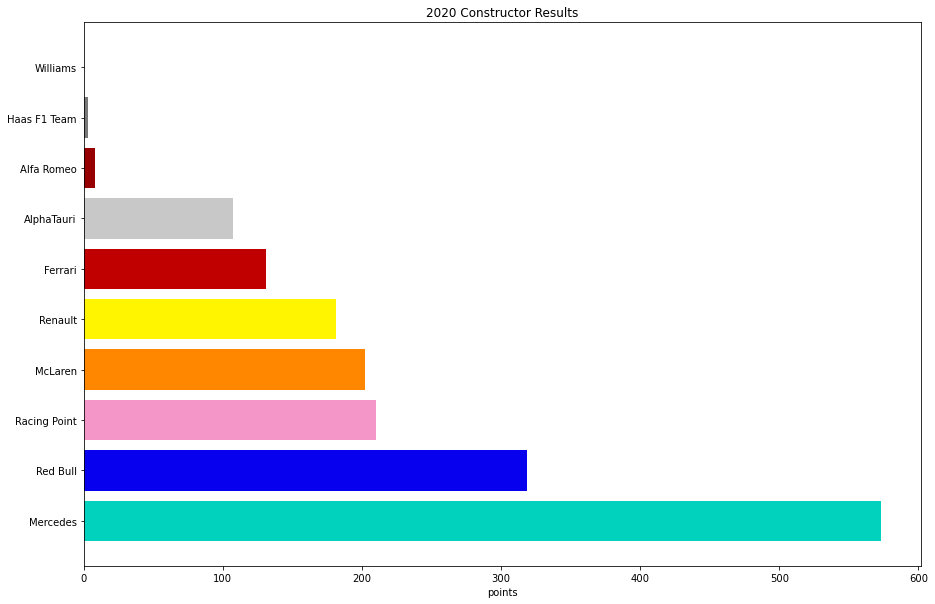 2020 Constructor Results
Williams
Haas F1 Team
Alfa Romeo
AlphaTauri
Ferrari
Renault
McLaren
Racing Point
Red Bull
Mercedes
0 100 200 300 400 500 600
points